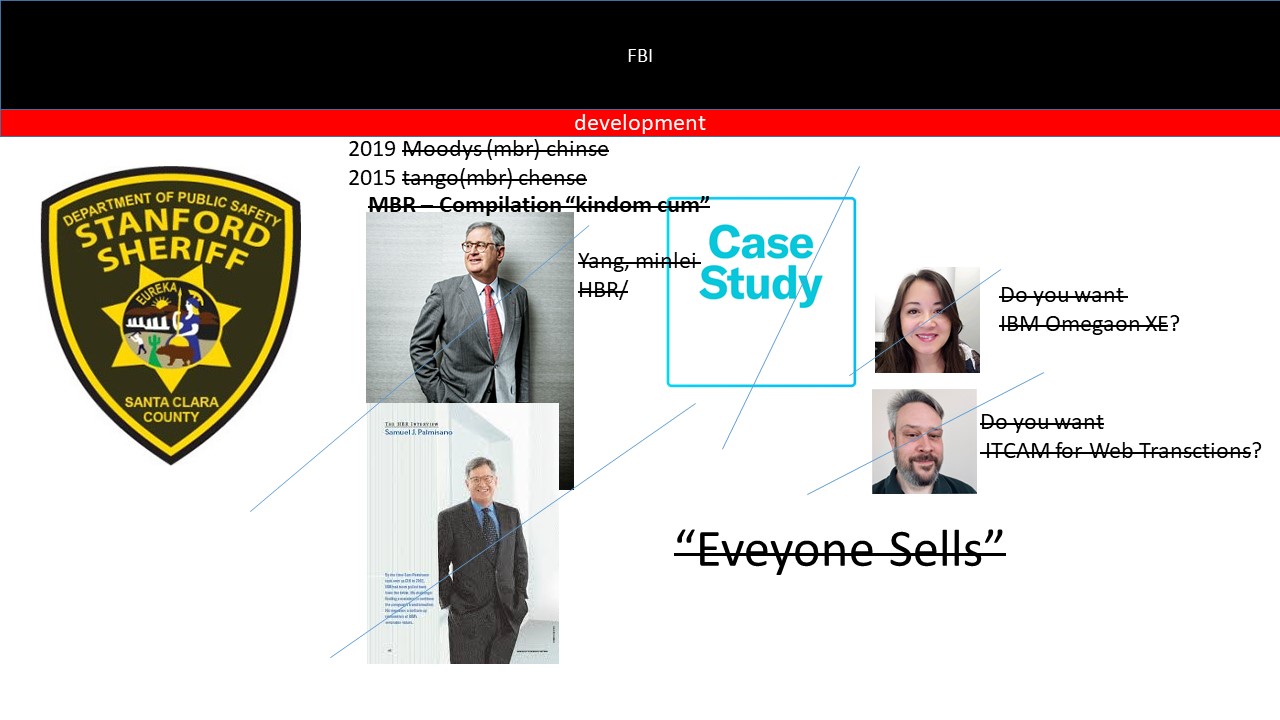 FBI
development
2019 Moodys (mbr) chinse
2015 tango(mbr) chense
MBR – Compilation “kindom cum”
DEPARTMENT OF PUBLIC SAFETY
STANFORD
SHERIFF
EUREKA
SANTA CLARA
COUNTY
Yang, minlei
HBR/
Case
Study
Do you want
IBM Omegaon XE?
Do you want
ITCAM for Web Transctions?
The HBR Interview
Samuel J. Palmisano
“Eveyone Sells”